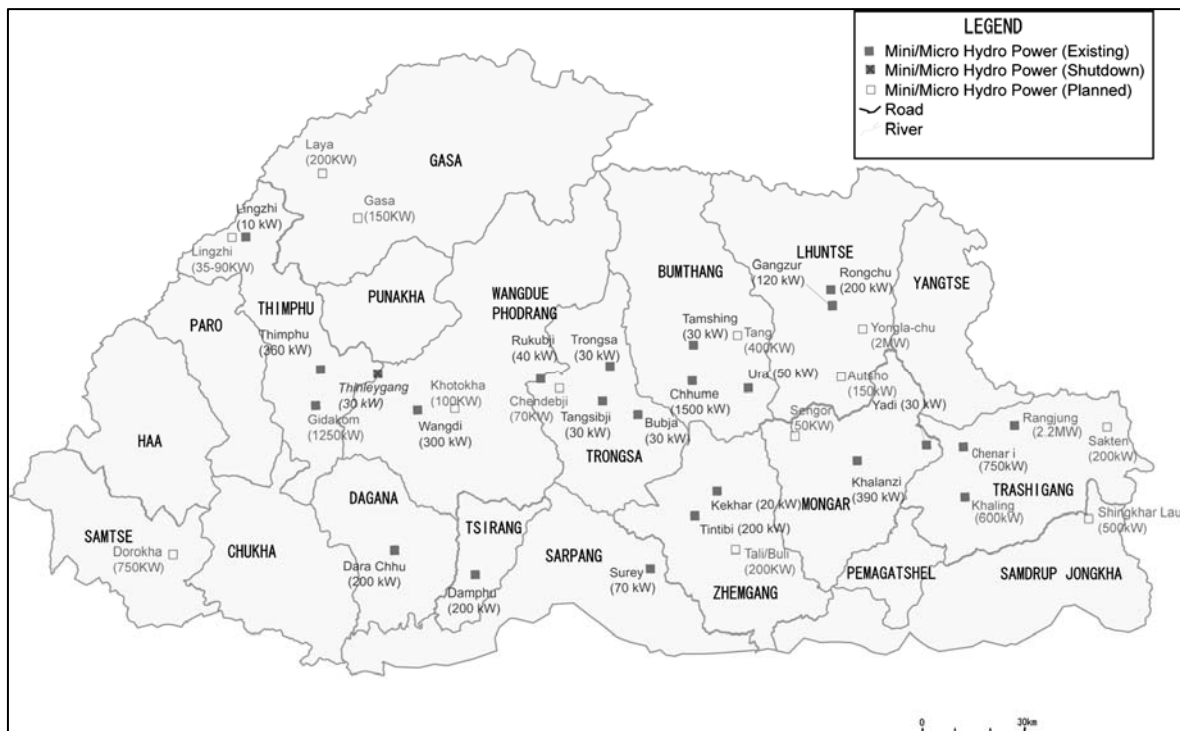 LEGEND
Mini/Micro Hydro Power (Existing)
Mini/Micro Hydro Power (Shutdown)
Mini/Micro Hydro Power (Planned)
Road
River
Laya
(200KW)
GASA
Gasa
(150KW)
Lingzhi
(10 kW)
Lingzhi
(35-90KW)
PARO
THIMPHU
Thimphu
(360 kW)
PUNAKHA
WANGDUE
PHODRANG
BUMTHANG
LHUNTSE
Gangzur
(120 kW)
Rongchu
(200 kW)
YANGTSE
Rukubji
(40 kW)
Trongsa
(30 kW)
Tamshing
(30 kW)
Tang
(400KW)
Yongla-chu
(2MW)
Thinleygang
(30 kW)
Khotokha
(100KW)
Chendebji
(70KW)
Chhume
(1500 kW)
Ura (50 kW)
Autsho
(150kW)
Yadi (30 kW)
HAA
Gidakom
(1250kW)
Wangdi
(300 kW)
Tangsibji
(30 kW)
Bubja
(30 kW)
TRONGSA
Sengor
(50KW)
Rangjung
(2.2MW)
Sakten
(200kW)
Chenar i
(750kW)
Khalanzi
(390 kW)
TRASHIGANG
DAGANA
Kekhar (20 kW)
MONGAR
Khaling
(600kW)
Shingkhar Lau
(500kW)
SAMTSE
Dorokha
(750KW)
CHUKHA
TSIRANG
SARPANG
Tintibi (200 kW)
Tali/Buli
(200KW)
Dara Chhu
(200 kW)
Damphu
(200 kW)
Surey
(70 kW)
ZHEMGANG
PEMAGATSHEL
SAMDRUP JONGKHA
0 30km